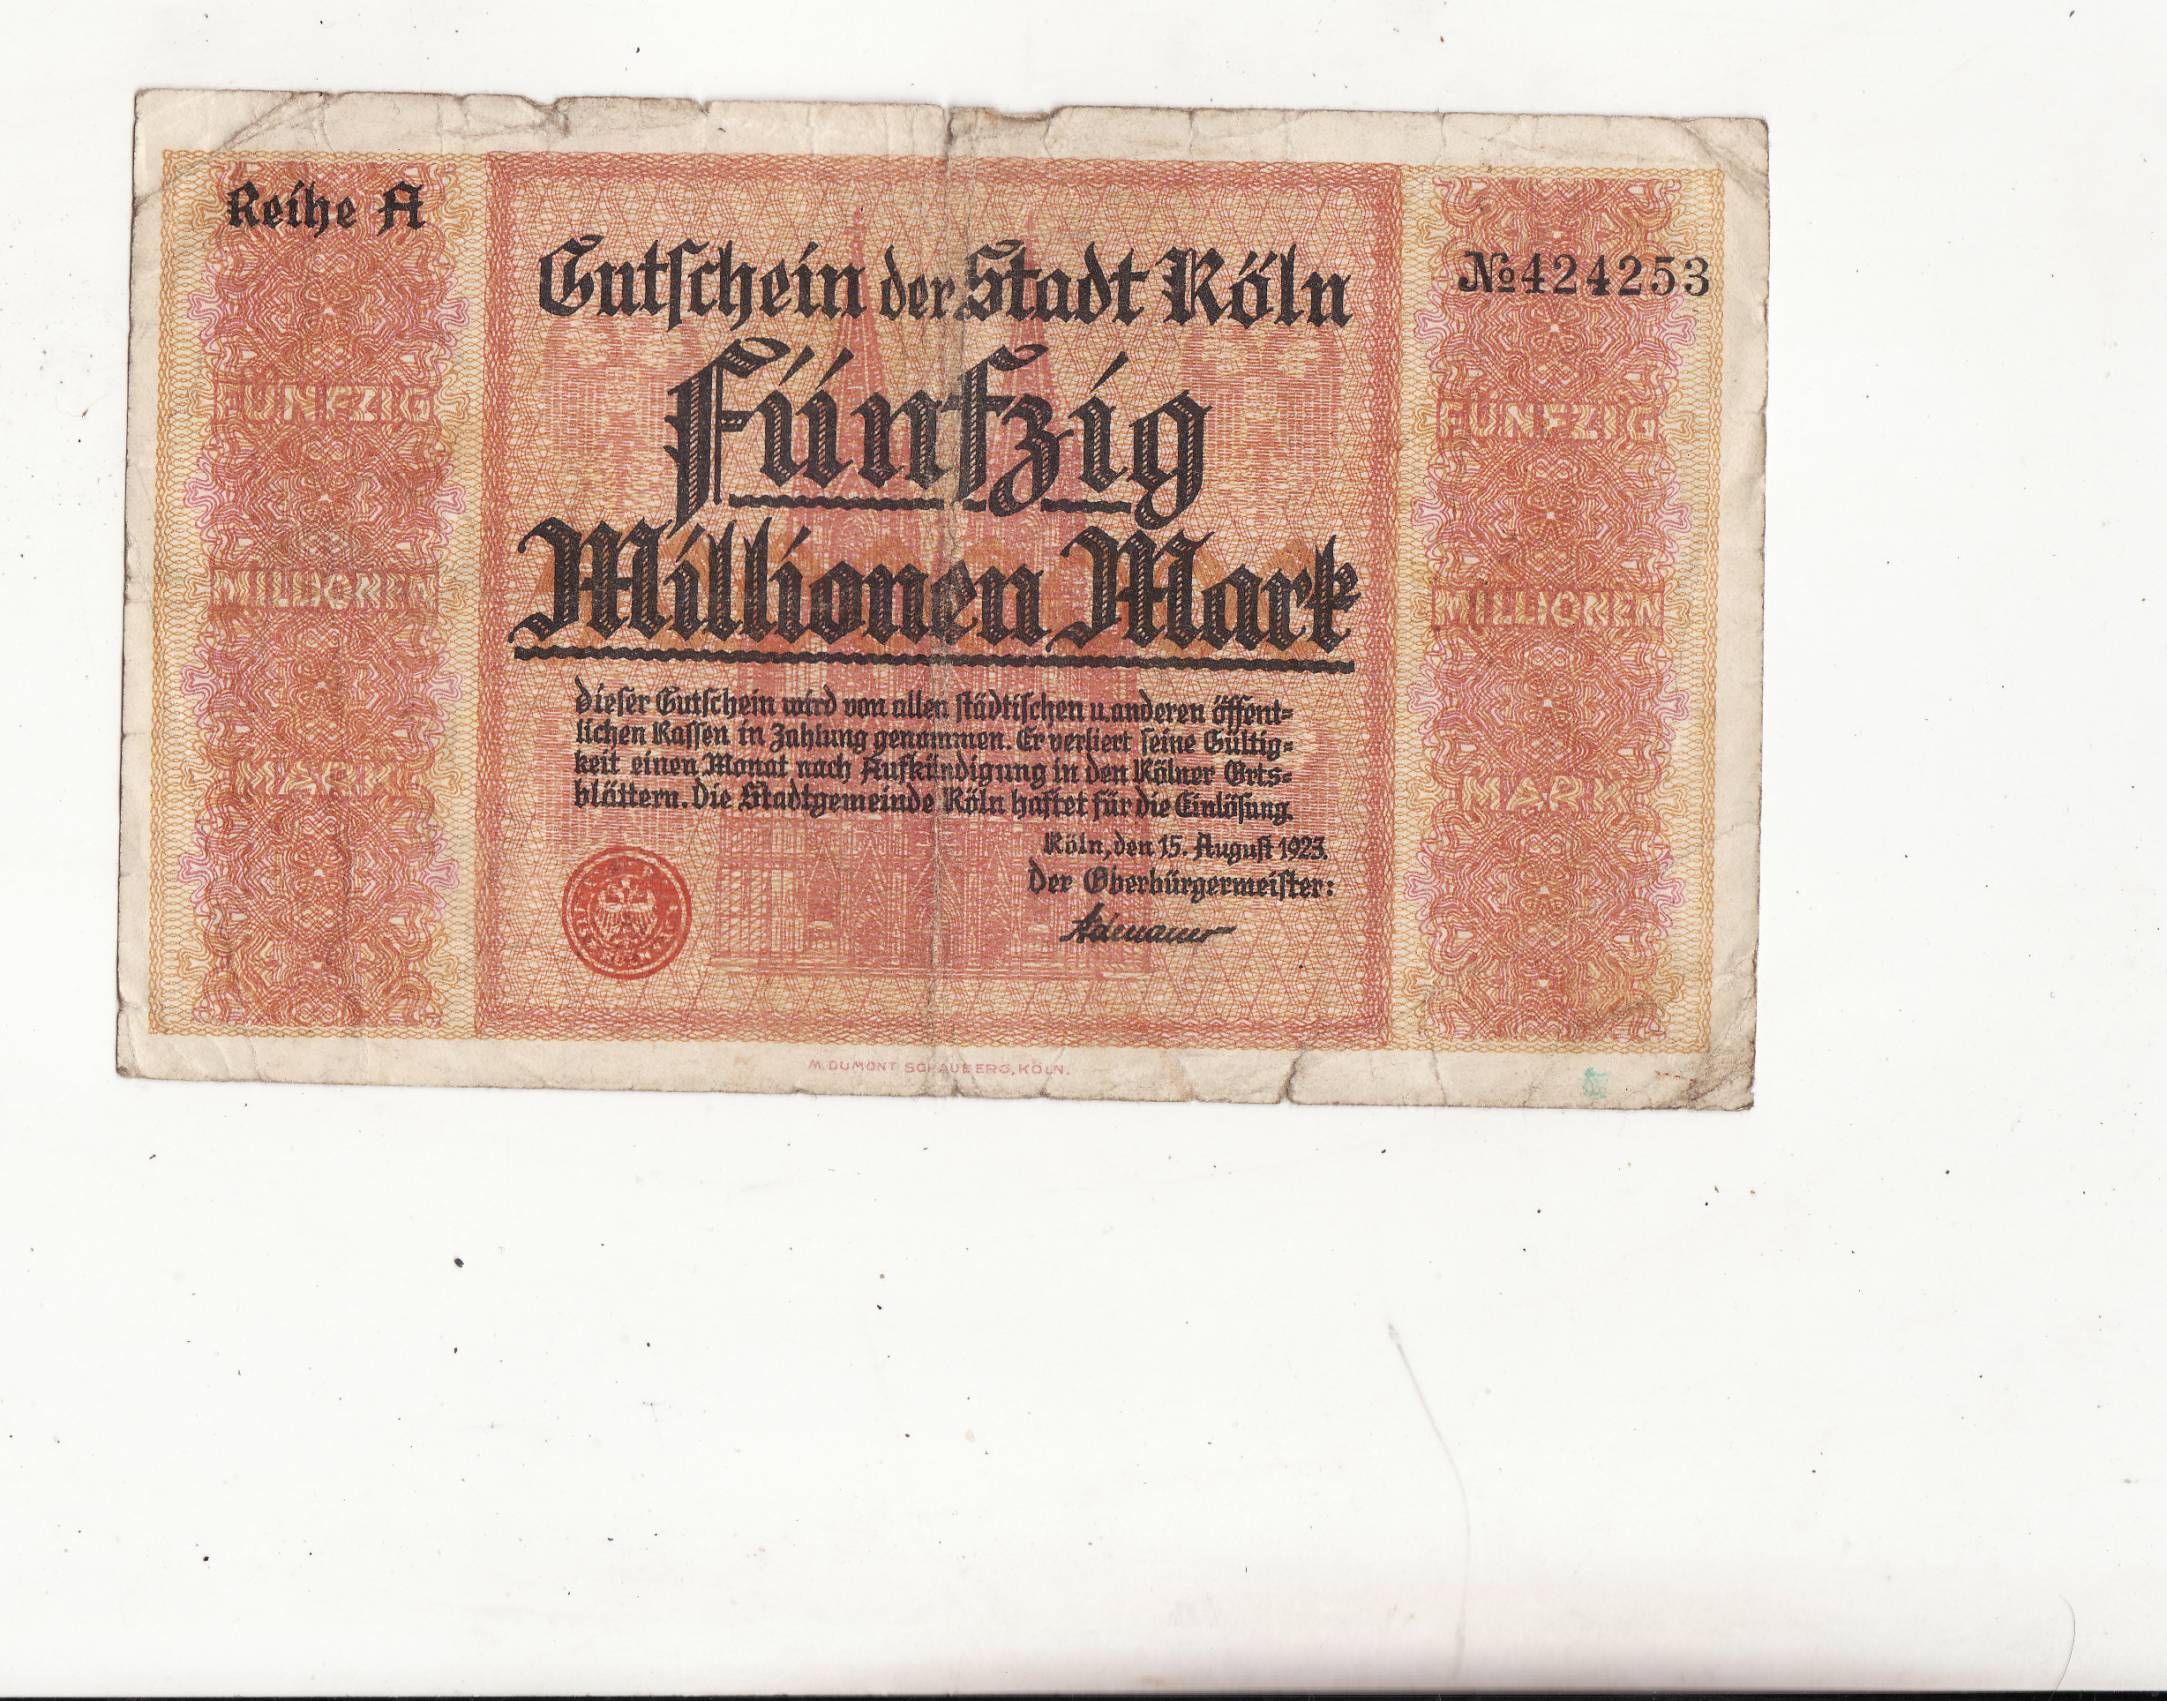 Reihe A
Gutschein der Stadt Köln
№424253
Fünfzig
Millionen Mark
FÜNFZIG
MILLIONEN
MARK
FÜNFZIG
MILLIONEN
MARK
Dieser Gutschein wird von allen städtischen u. anderen öffent=
lichen Kassen in Zahlung genommen. Er verliert seine Gültig=
keit einen Monat nach Aufkündigung in den Kölner Orts=
blättern. Die Stadtgemeinde Köln haftet für die Einlösung.
Köln, den 15. August 1923.
Der Oberbürgermeister:
Adenauer
M. DUMONT SCHAUBERG, KÖLN.